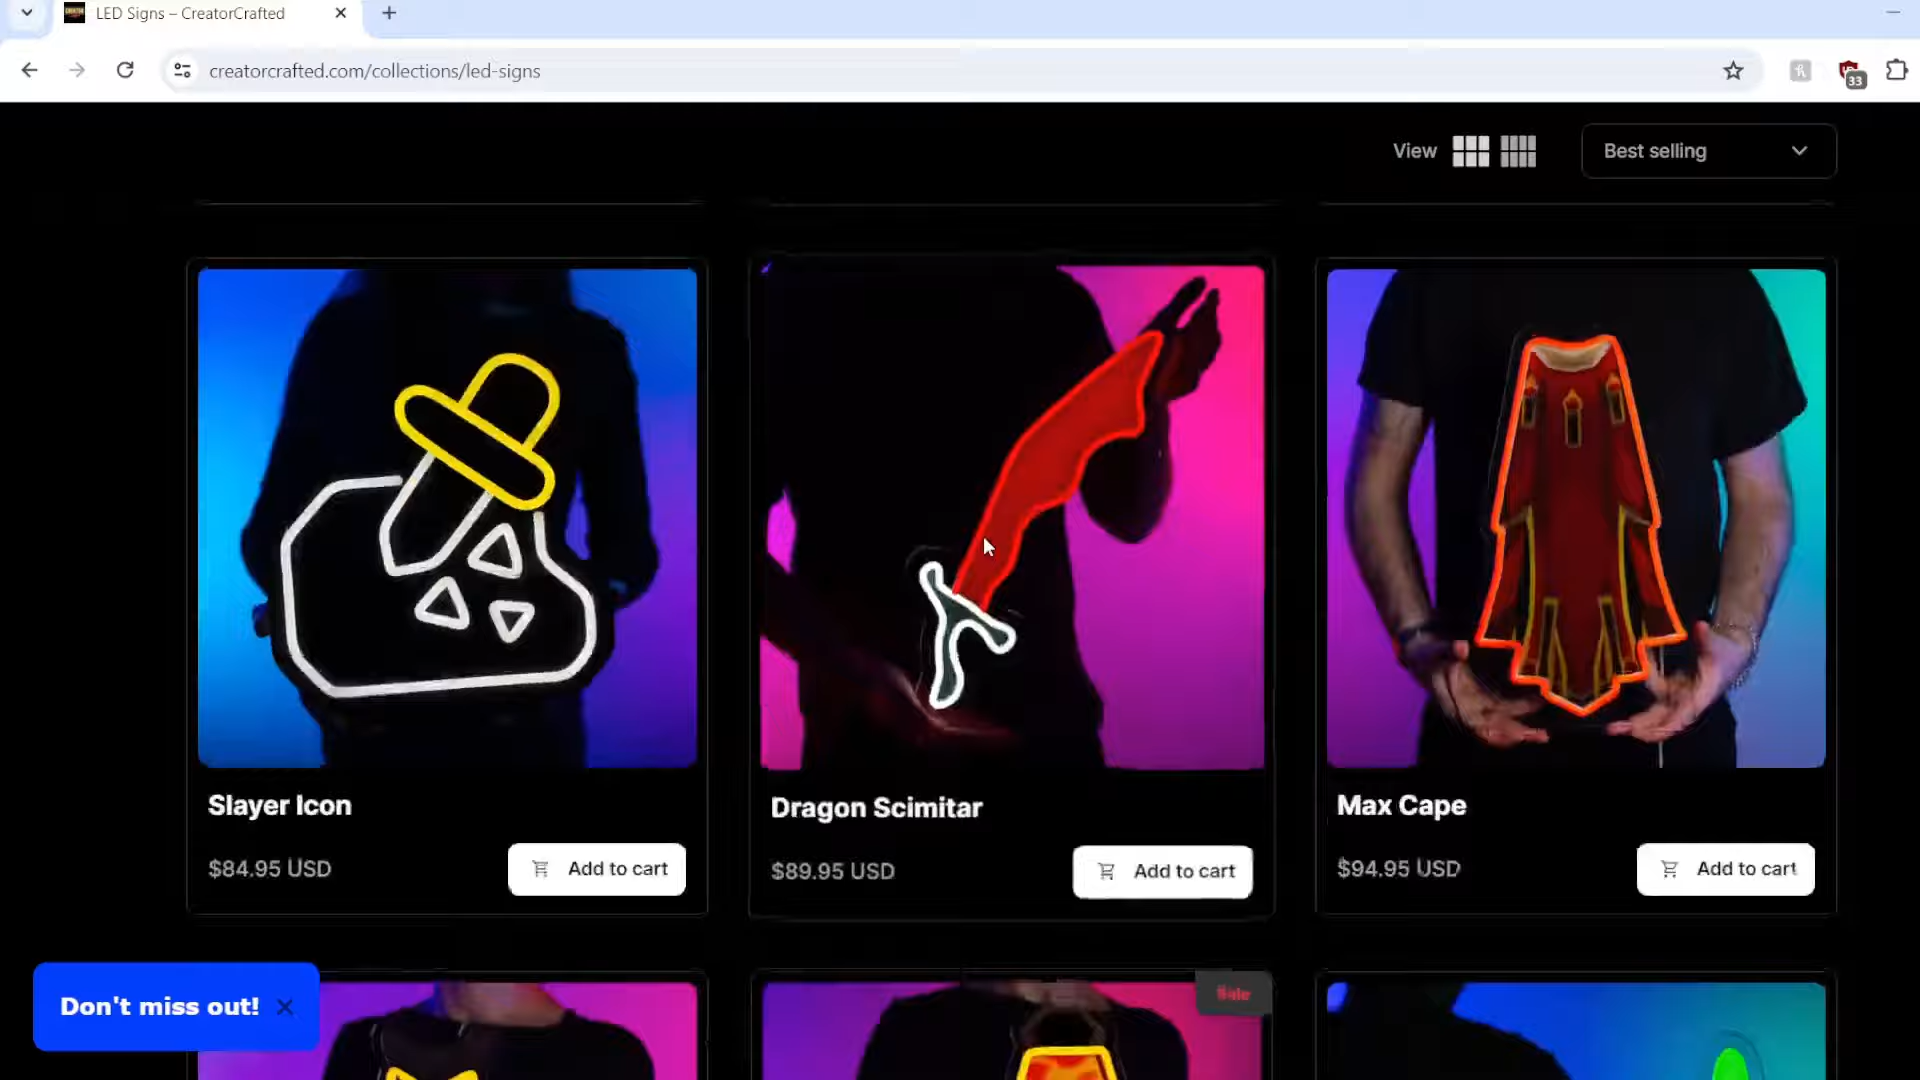 LED Signs – CreatorCrafted
creatorcrafted.com/collections/led-signs
33
View
Best selling
Slayer Icon
$84.95 USD
Add to cart
Dragon Scimitar
$89.95 USD
Add to cart
Max Cape
$94.95 USD
Add to cart
Don't miss out!
Sale